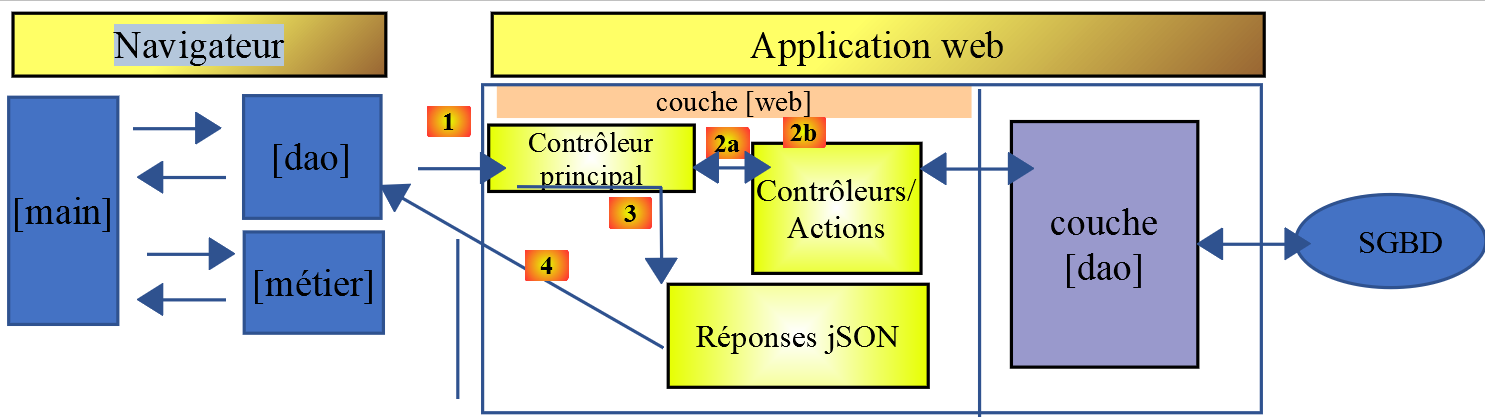 Navigateur
Application web
couche [web]
1
2a
2b
Contrôleur
principal
[dao]
[main]
Contrôleurs/
Actions
couche
[dao]
SGBD
3
4
[métier]
Réponses jSON